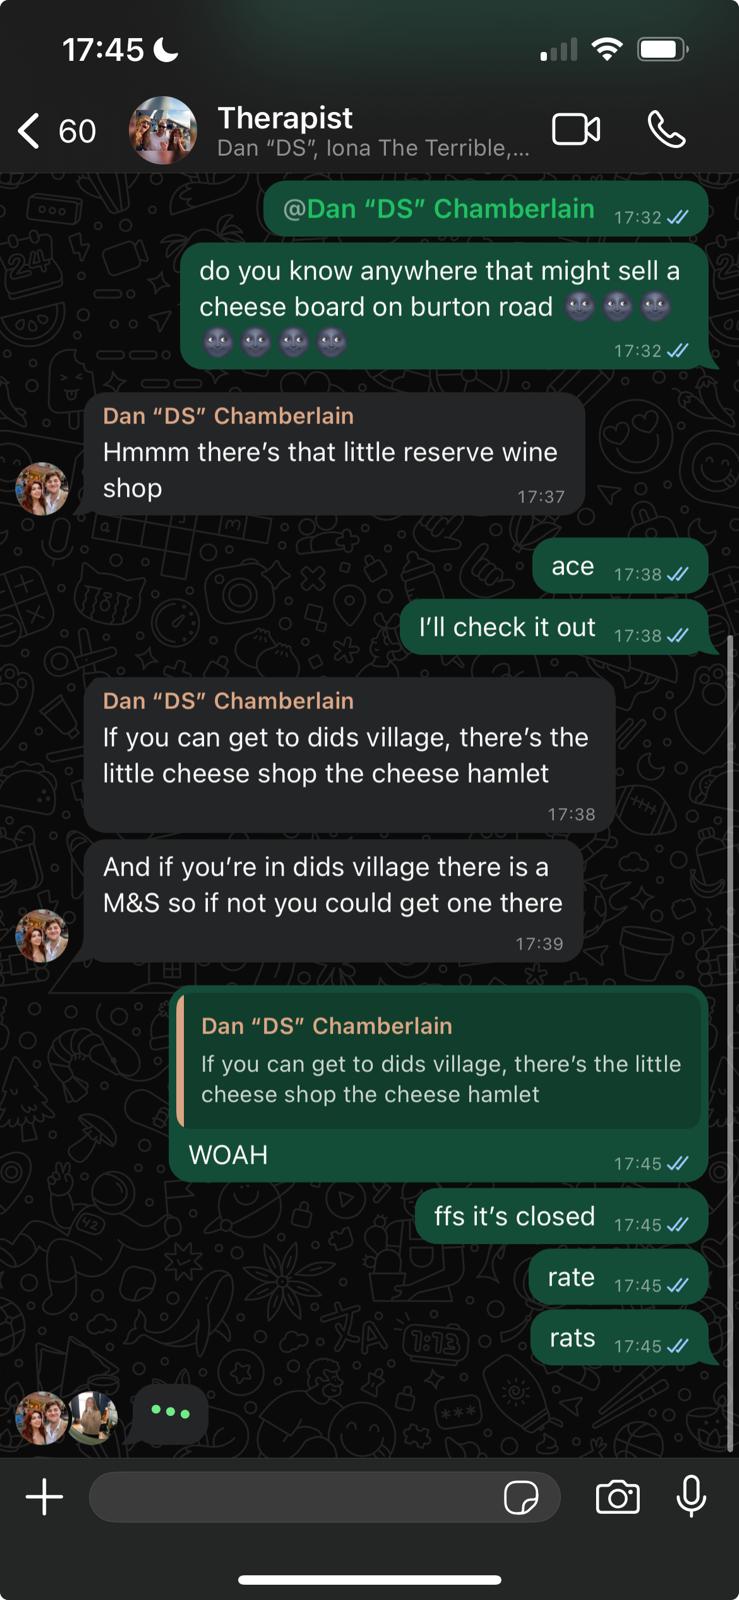 17:45
60
Therapist
Dan “DS”, Iona The Terrible,...
@Dan “DS” Chamberlain
17:32
do you know anywhere that might sell a
cheese board on burton road 🌚🌚🌚
🌚🌚🌚🌚
17:32
Dan “DS” Chamberlain
Hmmm there’s that little reserve wine
shop
17:37
ace
17:38
I’ll check it out
17:38
Dan “DS” Chamberlain
If you can get to dids village, there’s the
little cheese shop the cheese hamlet
17:38
And if you’re in dids village there is a
M&S so if not you could get one there
17:39
Dan “DS” Chamberlain
If you can get to dids village, there’s the little
cheese shop the cheese hamlet
WOAH
17:45
ffs it’s closed
17:45
rate
17:45
rats
17:45